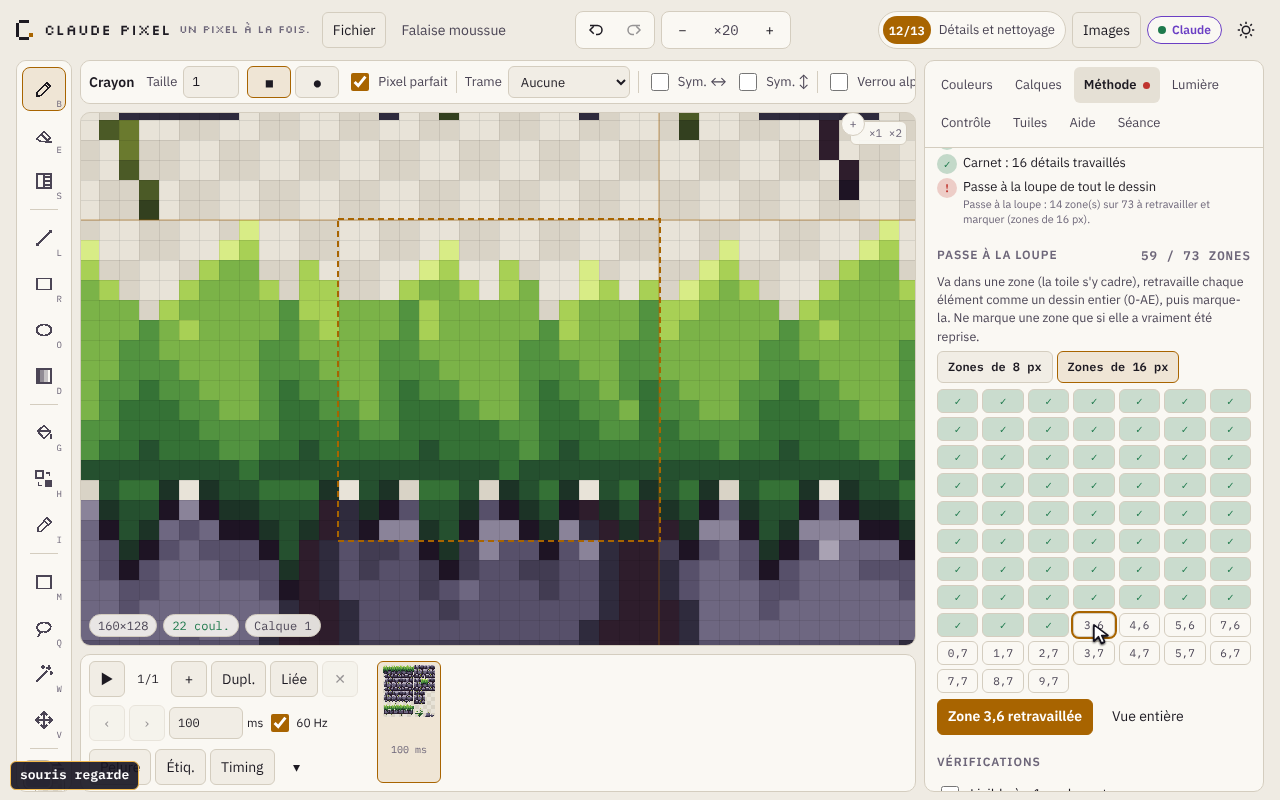 CLAUDE PIXEL UN PIXEL À LA FOIS. Fichier Falaise moussue − ×20 + 12/13 Détails et nettoyage Images Claude
Crayon Taille 1 ■ ● Pixel parfait Trame Aucune Sym. ↔ Sym. ↕ Verrou alp
B
E
S
L
R
O
D
G
H
I
M
Q
W
V
+ ×1 ×2
160×128 22 coul. Calque 1
1/1 + Dupl. Liée ✕
‹ › 100 ms 60 Hz
Étiq. Timing ▼
100 ms
souris regarde
Couleurs Calques Méthode Lumière
Contrôle Tuiles Aide Séance
✓ Carnet : 16 détails travaillés
! Passe à la loupe de tout le dessin
Passe à la loupe : 14 zone(s) sur 73 à retravailler et
marquer (zones de 16 px).
PASSE À LA LOUPE 59 / 73 ZONES
Va dans une zone (la toile s'y cadre), retravaille chaque
élément comme un dessin entier (0-AE), puis marque-
la. Ne marque une zone que si elle a vraiment été
reprise.
Zones de 8 px Zones de 16 px
✓ ✓ ✓ ✓ ✓ ✓ ✓
✓ ✓ ✓ ✓ ✓ ✓ ✓
✓ ✓ ✓ ✓ ✓ ✓ ✓
✓ ✓ ✓ ✓ ✓ ✓ ✓
✓ ✓ ✓ ✓ ✓ ✓ ✓
✓ ✓ ✓ ✓ ✓ ✓ ✓
✓ ✓ ✓ ✓ ✓ ✓ ✓
✓ ✓ ✓ ✓ ✓ ✓ ✓
✓ ✓ ✓ 3,6 4,6 5,6 7,6
0,7 1,7 2,7 3,7 4,7 5,7 6,7
7,7 8,7 9,7
Zone 3,6 retravaillée Vue entière
VÉRIFICATIONS